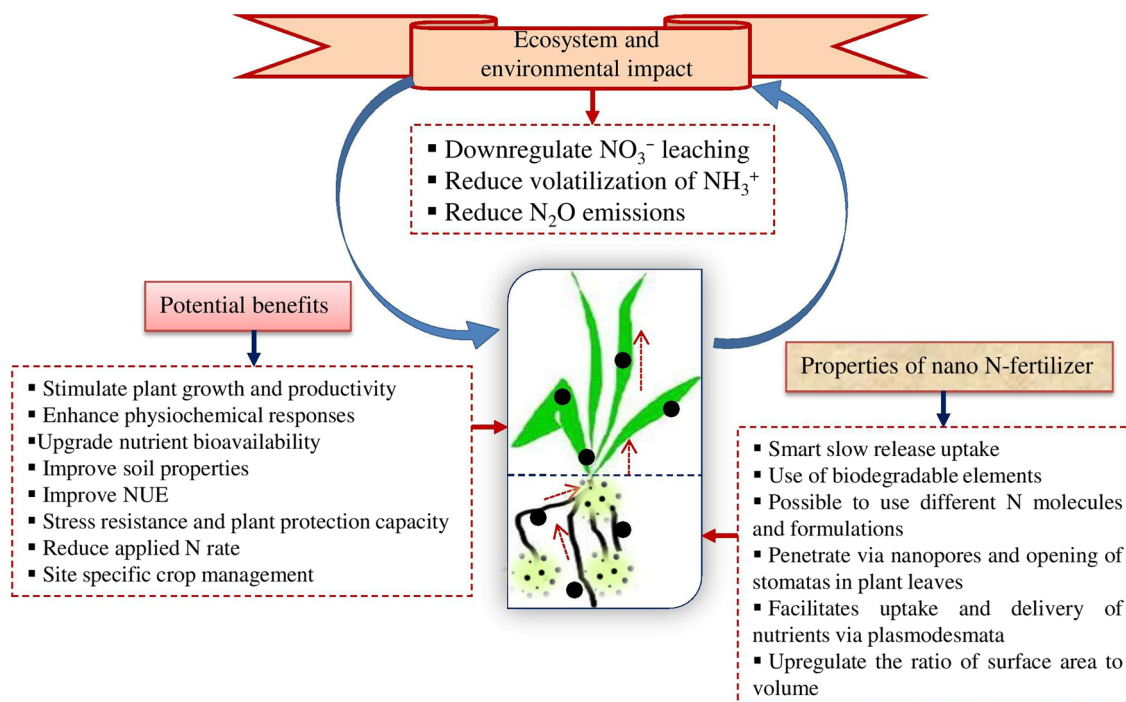 Ecosystem and
environmental impact
▪ Downregulate NO₃⁻ leaching
▪ Reduce volatilization of NH₃⁺
▪ Reduce N₂O emissions
Potential benefits
▪ Stimulate plant growth and productivity
▪ Enhance physiochemical responses
▪Upgrade nutrient bioavailability
▪ Improve soil properties
▪ Improve NUE
▪ Stress resistance and plant protection capacity
▪ Reduce applied N rate
▪ Site specific crop management
Properties of nano N-fertilizer
▪ Smart slow release uptake
▪ Use of biodegradable elements
▪ Possible to use different N molecules
and formulations
▪ Penetrate via nanopores and opening of
stomatas in plant leaves
▪ Facilitates uptake and delivery of
nutrients via plasmodesmata
▪ Upregulate the ratio of surface area to
volume